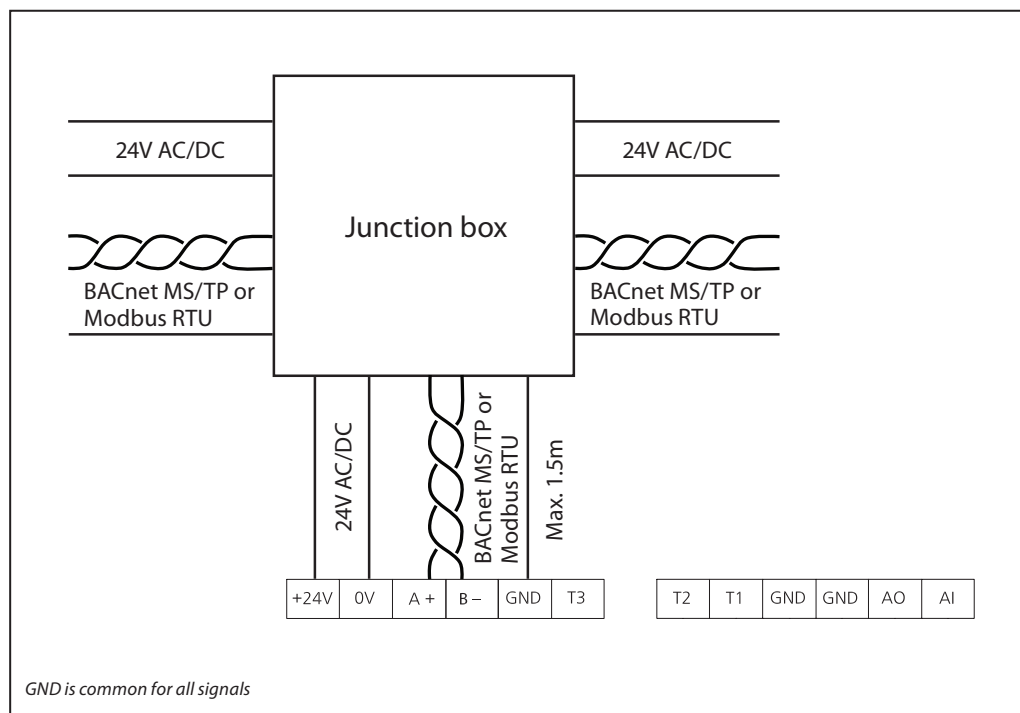 24V AC/DC
24V AC/DC
Junction box
BACnet MS/TP or
Modbus RTU
BACnet MS/TP or
Modbus RTU
24V AC/DC
BACnet MS/TP or
Modbus RTU
Max. 1.5m
+24V 0V A + B – GND T3
T2 T1 GND GND AO AI
GND is common for all signals